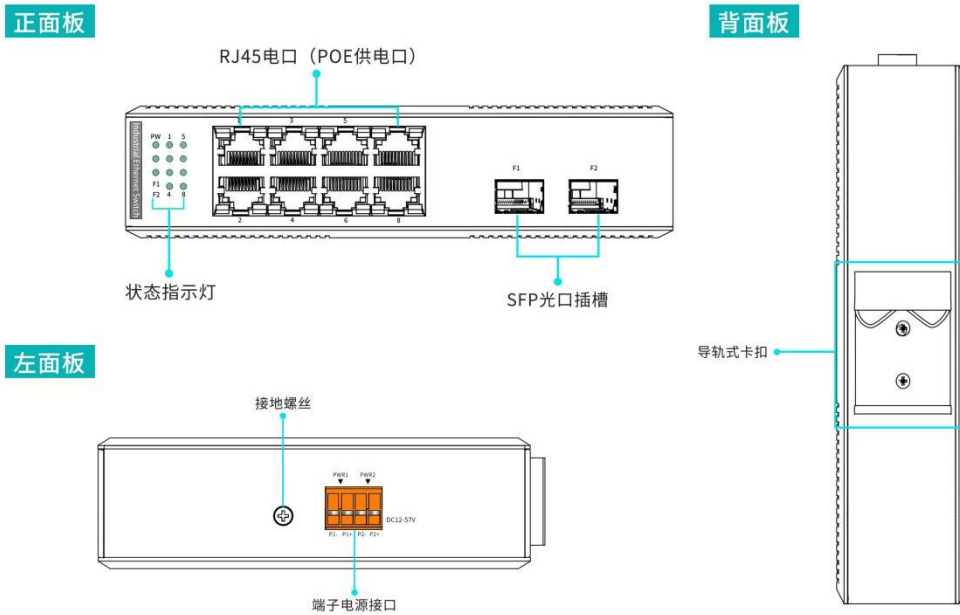 正面板
背面板
RJ45电口（POE供电口）
1 3 5
Industrial Ethernet Switch
PW 1 5
F1
F2 4 8
F1 F2
2 4 6 8
状态指示灯
SFP光口插槽
导轨式卡扣
左面板
接地螺丝
PWR1 PWR2
DC12-57V
P1- P1+ P2- P2+
端子电源接口